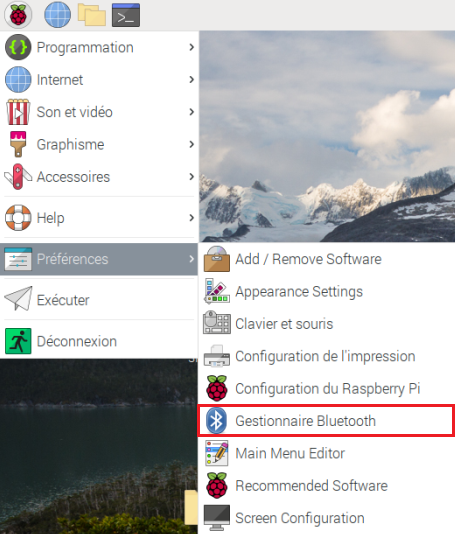 Programmation
Internet
Son et vidéo
Graphisme
Accessoires
Help
Préférences
Exécuter
Déconnexion
Add / Remove Software
Appearance Settings
Clavier et souris
Configuration de l'impression
Configuration du Raspberry Pi
Gestionnaire Bluetooth
Main Menu Editor
Recommended Software
Screen Configuration